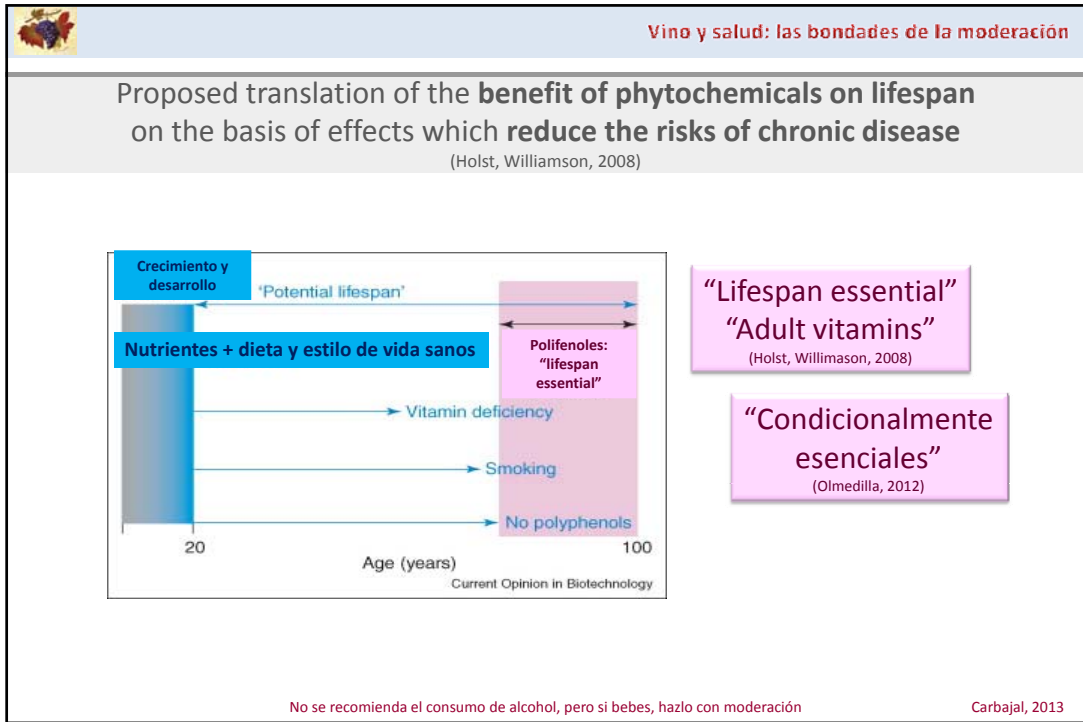 Vino y salud: las bondades de la moderación
Proposed translation of the benefit of phytochemicals on lifespan
on the basis of effects which reduce the risks of chronic disease
(Holst, Williamson, 2008)
Crecimiento y
desarrollo
'Potential lifespan'
Nutrientes + dieta y estilo de vida sanos
Polifenoles:
"lifespan
essential"
Vitamin deficiency
Smoking
No polyphenols
20
100
Age (years)
Current Opinion in Biotechnology
“Lifespan essential”
“Adult vitamins”
(Holst, Willimason, 2008)
“Condicionalmente
esenciales”
(Olmedilla, 2012)
No se recomienda el consumo de alcohol, pero si bebes, hazlo con moderación
Carbajal, 2013